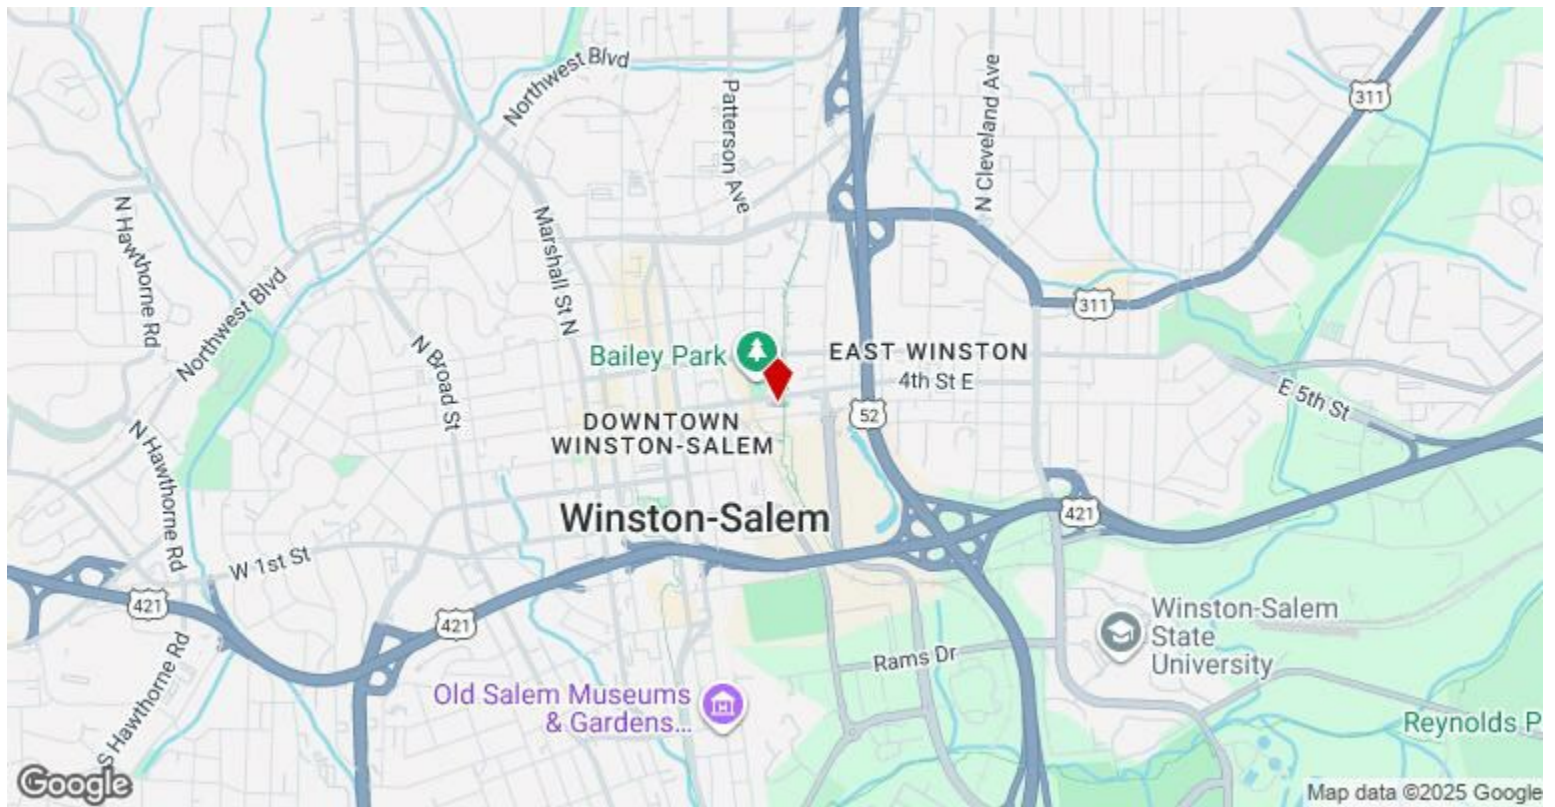 Northwest Blvd
Patterson Ave
N Cleveland Ave
311
N Hawthorne Rd
Marshall St N
Northwest Blvd
311
N Broad St
Bailey Park
EAST WINSTON
4th St E
52
E 5th St
DOWNTOWN
WINSTON-SALEM
N Hawthorne Rd
Winston-Salem
421
W 1st St
421
421
Winston-Salem
State
University
Rams Dr
S Hawthorne Rd
Old Salem Museums
& Gardens...
Reynolds P
Google
Map data ©2025 Google